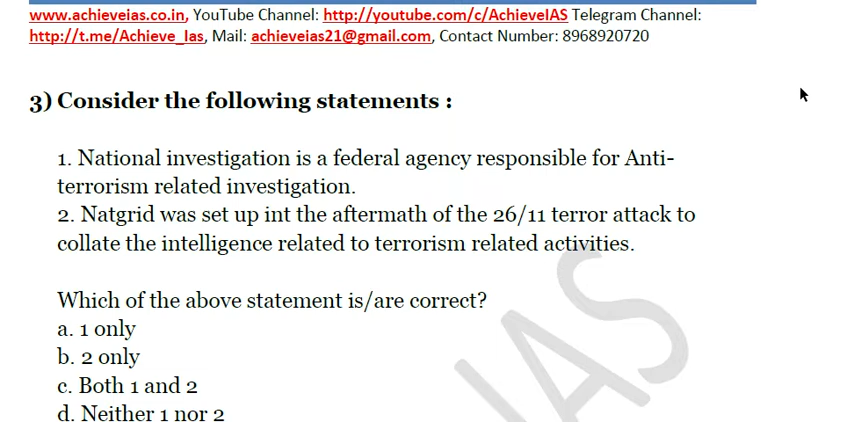 www.achieveias.co.in, YouTube Channel: http://youtube.com/c/AchieveIAS Telegram Channel:
http://t.me/Achieve_Ias, Mail: achieveias21@gmail.com, Contact Number: 8968920720
3) Consider the following statements :
1. National investigation is a federal agency responsible for Anti-
terrorism related investigation.
2. Natgrid was set up int the aftermath of the 26/11 terror attack to
collate the intelligence related to terrorism related activities.
Which of the above statement is/are correct?
a. 1 only
b. 2 only
c. Both 1 and 2
d. Neither 1 nor 2
IAS